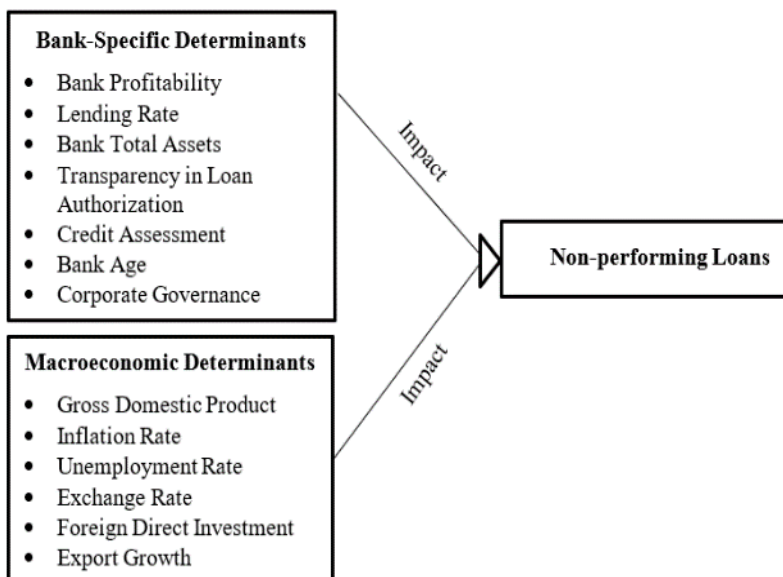 Bank-Specific Determinants
• Bank Profitability
• Lending Rate
• Bank Total Assets
• Transparency in Loan
Authorization
• Credit Assessment
• Bank Age
• Corporate Governance
Impact
Non-performing Loans
Macroeconomic Determinants
• Gross Domestic Product
• Inflation Rate
• Unemployment Rate
• Exchange Rate
• Foreign Direct Investment
• Export Growth
Impact